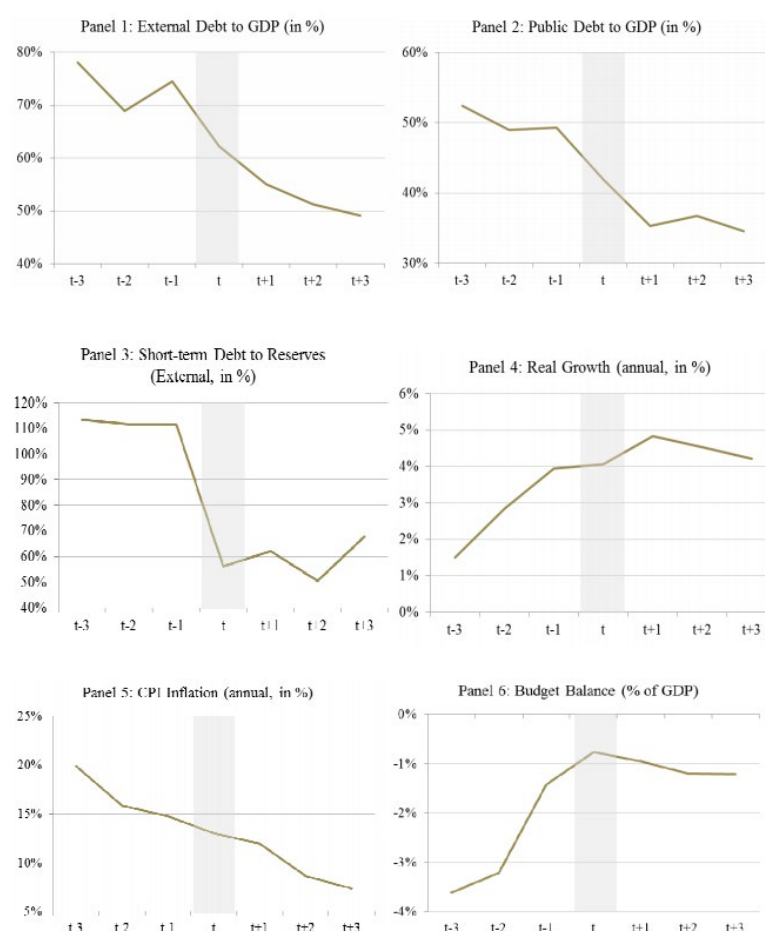 Panel 1: External Debt to GDP (in %)
80%
70%
60%
50%
40%
t-3 t-2 t-1 t t+1 t+2 t+3
Panel 2: Public Debt to GDP (in %)
60%
50%
40%
30%
t-3 t-2 t-1 t t+1 t+2 t+3
Panel 3: Short-term Debt to Reserves
(External, in %)
120%
110%
100%
90%
80%
70%
60%
50%
40%
t-3 t-2 t-1 t t+1 t+2 t+3
Panel 4: Real Growth (annual, in %)
6%
5%
4%
3%
2%
1%
0%
t-3 t-2 t-1 t t+1 t+2 t+3
Panel 5: CPI Inflation (annual, in %)
25%
20%
15%
10%
5%
t-3 t-2 t-1 t t+1 t+2 t+3
Panel 6: Budget Balance (% of GDP)
0%
-1%
-2%
-3%
-4%
t-3 t-2 t-1 t t+1 t+2 t+3